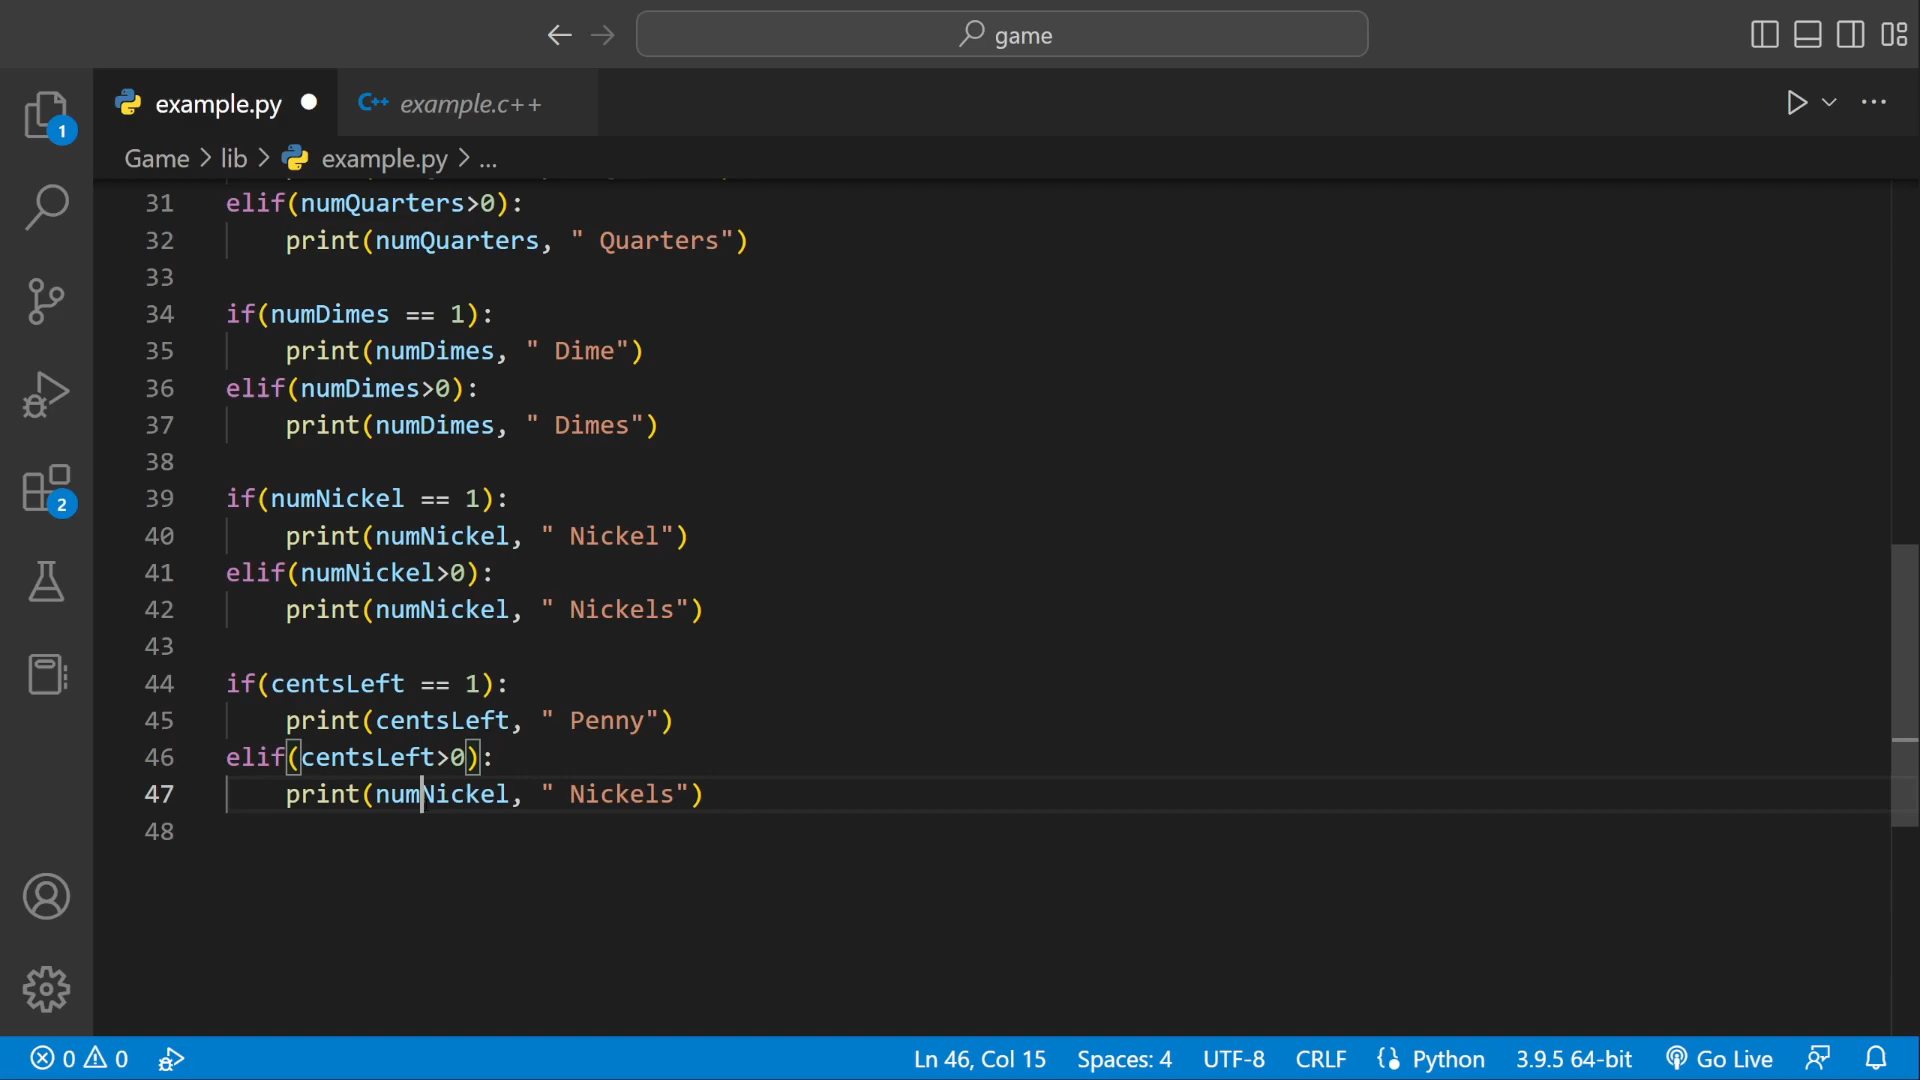 game
example.py
C++ example.c++
Game > lib > example.py > ...
1
2
31 elif(numQuarters>0):
32 print(numQuarters, " Quarters")
33
34 if(numDimes == 1):
35 print(numDimes, " Dime")
36 elif(numDimes>0):
37 print(numDimes, " Dimes")
38
39 if(numNickel == 1):
40 print(numNickel, " Nickel")
41 elif(numNickel>0):
42 print(numNickel, " Nickels")
43
44 if(centsLeft == 1):
45 print(centsLeft, " Penny")
46 elif(centsLeft>0):
47 print(numNickel, " Nickels")
48
0 0 Ln 46, Col 15 Spaces: 4 UTF-8 CRLF Python 3.9.5 64-bit Go Live